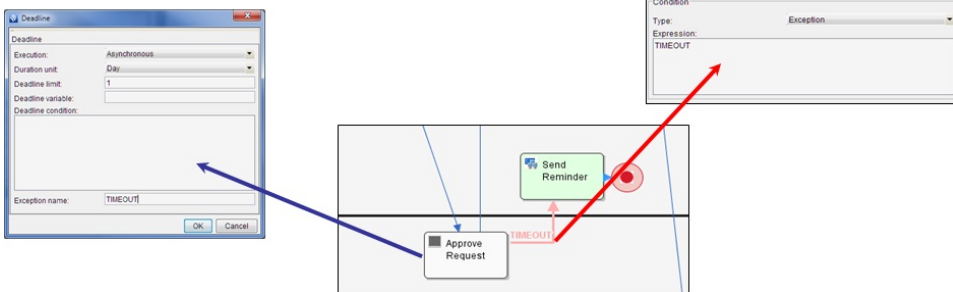 Deadline
Deadline
Execution: Asynchronous
Duration unit: Day
Deadline limit: 1
Deadline variable:
Deadline condition:
Exception name: TIMEOUT
OK Cancel
Condition
Type: Exception
Expression:
TIMEOUT
Send
Reminder
TIMEOUT
Approve
Request